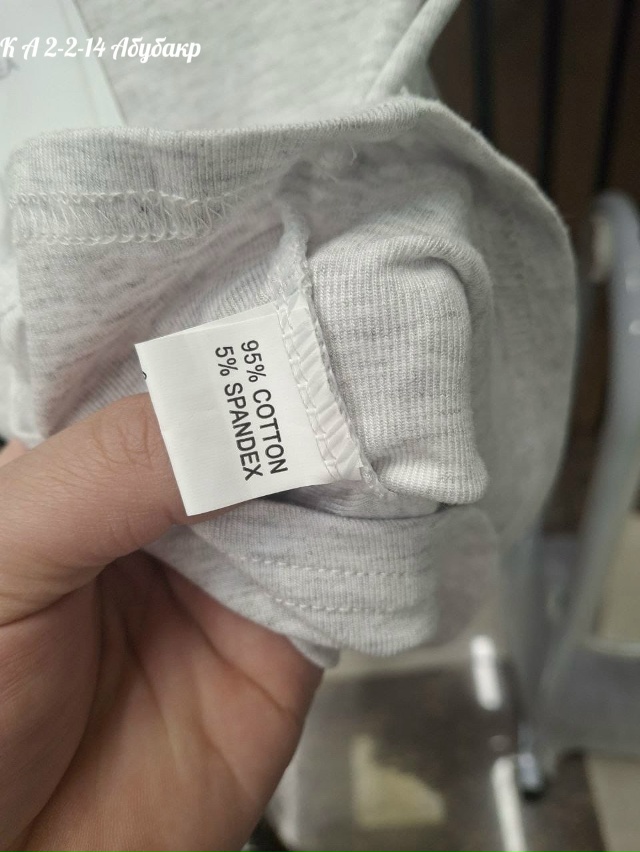 К А 2-2-14 Абубакр
95% COTTON
5% SPANDEX